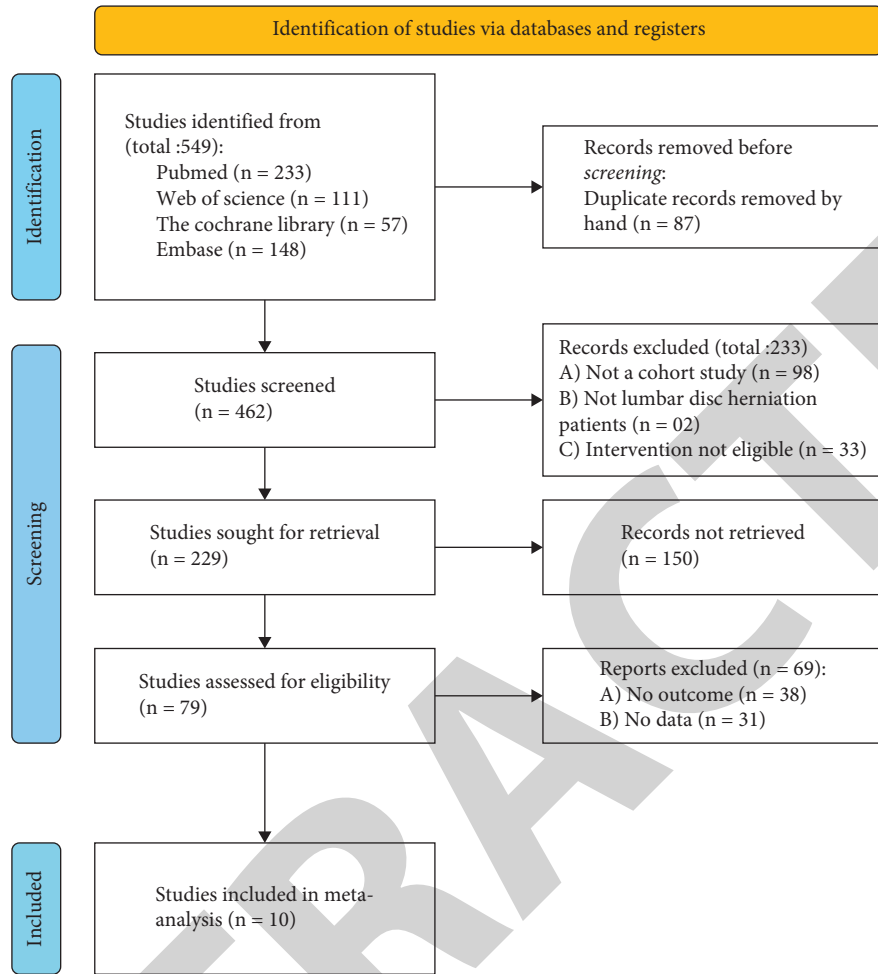 Identification of studies via databases and registers
Identification
Studies identified from
(total :549):
Pubmed (n = 233)
Web of science (n = 111)
The cochrane library (n = 57)
Embase (n = 148)
Records removed before
screening:
Duplicate records removed by
hand (n = 87)
Screening
Studies screened
(n = 462)
Records excluded (total :233)
A) Not a cohort study (n = 98)
B) Not lumbar disc herniation
patients (n = 02)
C) Intervention not eligible (n = 33)
Studies sought for retrieval
(n = 229)
Records not retrieved
(n = 150)
Studies assessed for eligibility
(n = 79)
Reports excluded (n = 69):
A) No outcome (n = 38)
B) No data (n = 31)
Included
Studies included in meta-
analysis (n = 10)
TRACT